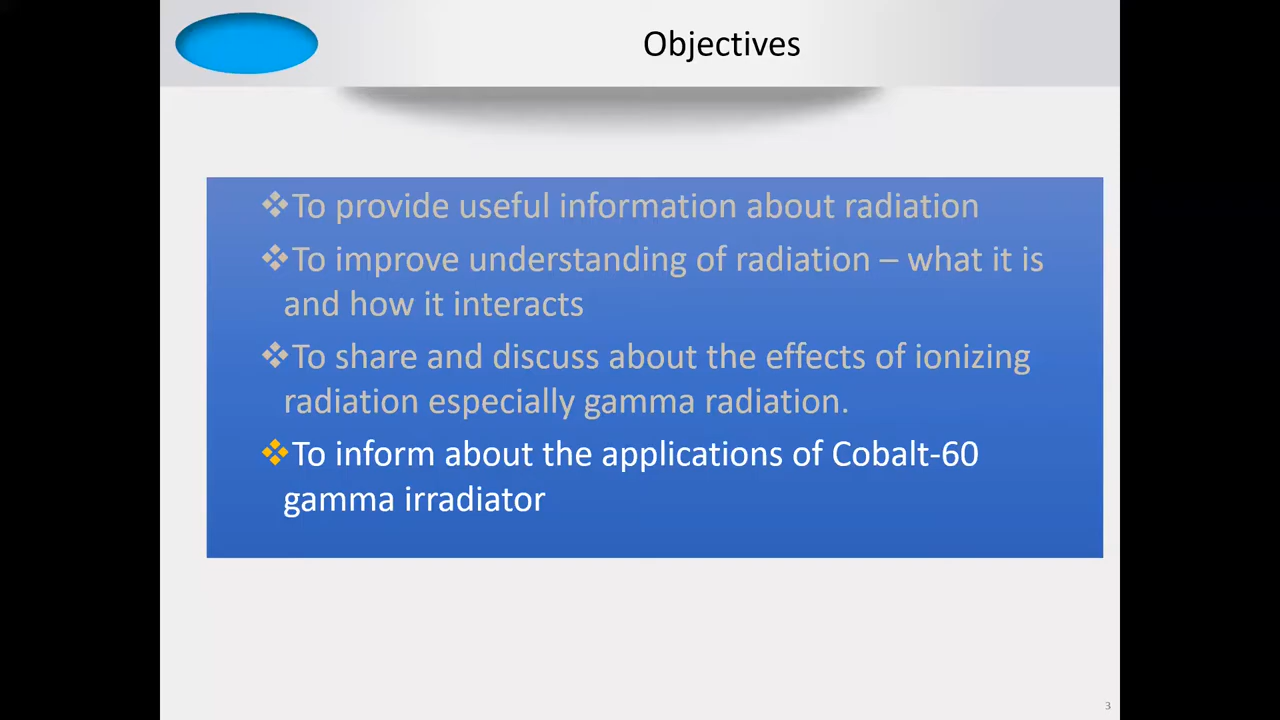 Objectives
❖To provide useful information about radiation
❖To improve understanding of radiation – what it is
and how it interacts
❖To share and discuss about the effects of ionizing
radiation especially gamma radiation.
❖To inform about the applications of Cobalt-60
gamma irradiator
3